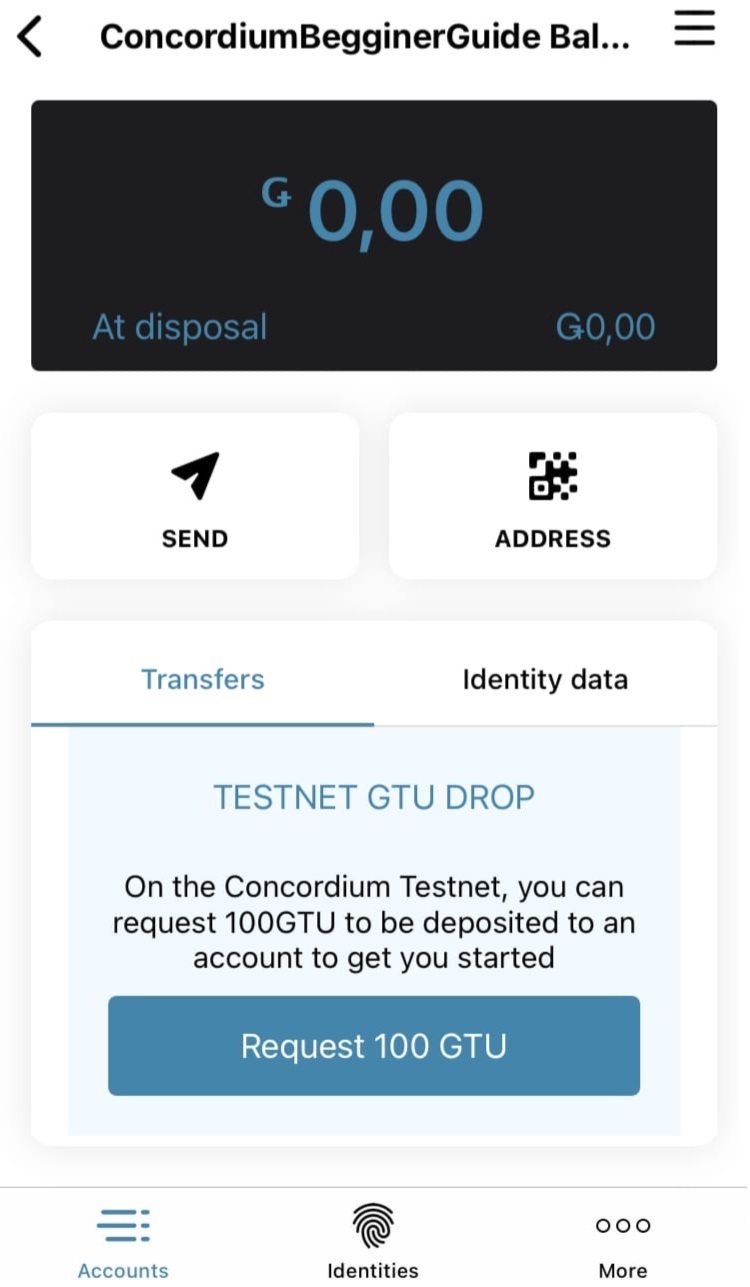 ConcordiumBegginerGuide Bal...
Ǥ 0,00
At disposal Ǥ0,00
SEND ADDRESS
Transfers Identity data
TESTNET GTU DROP
On the Concordium Testnet, you can
request 100GTU to be deposited to an
account to get you started
Request 100 GTU
Accounts Identities More